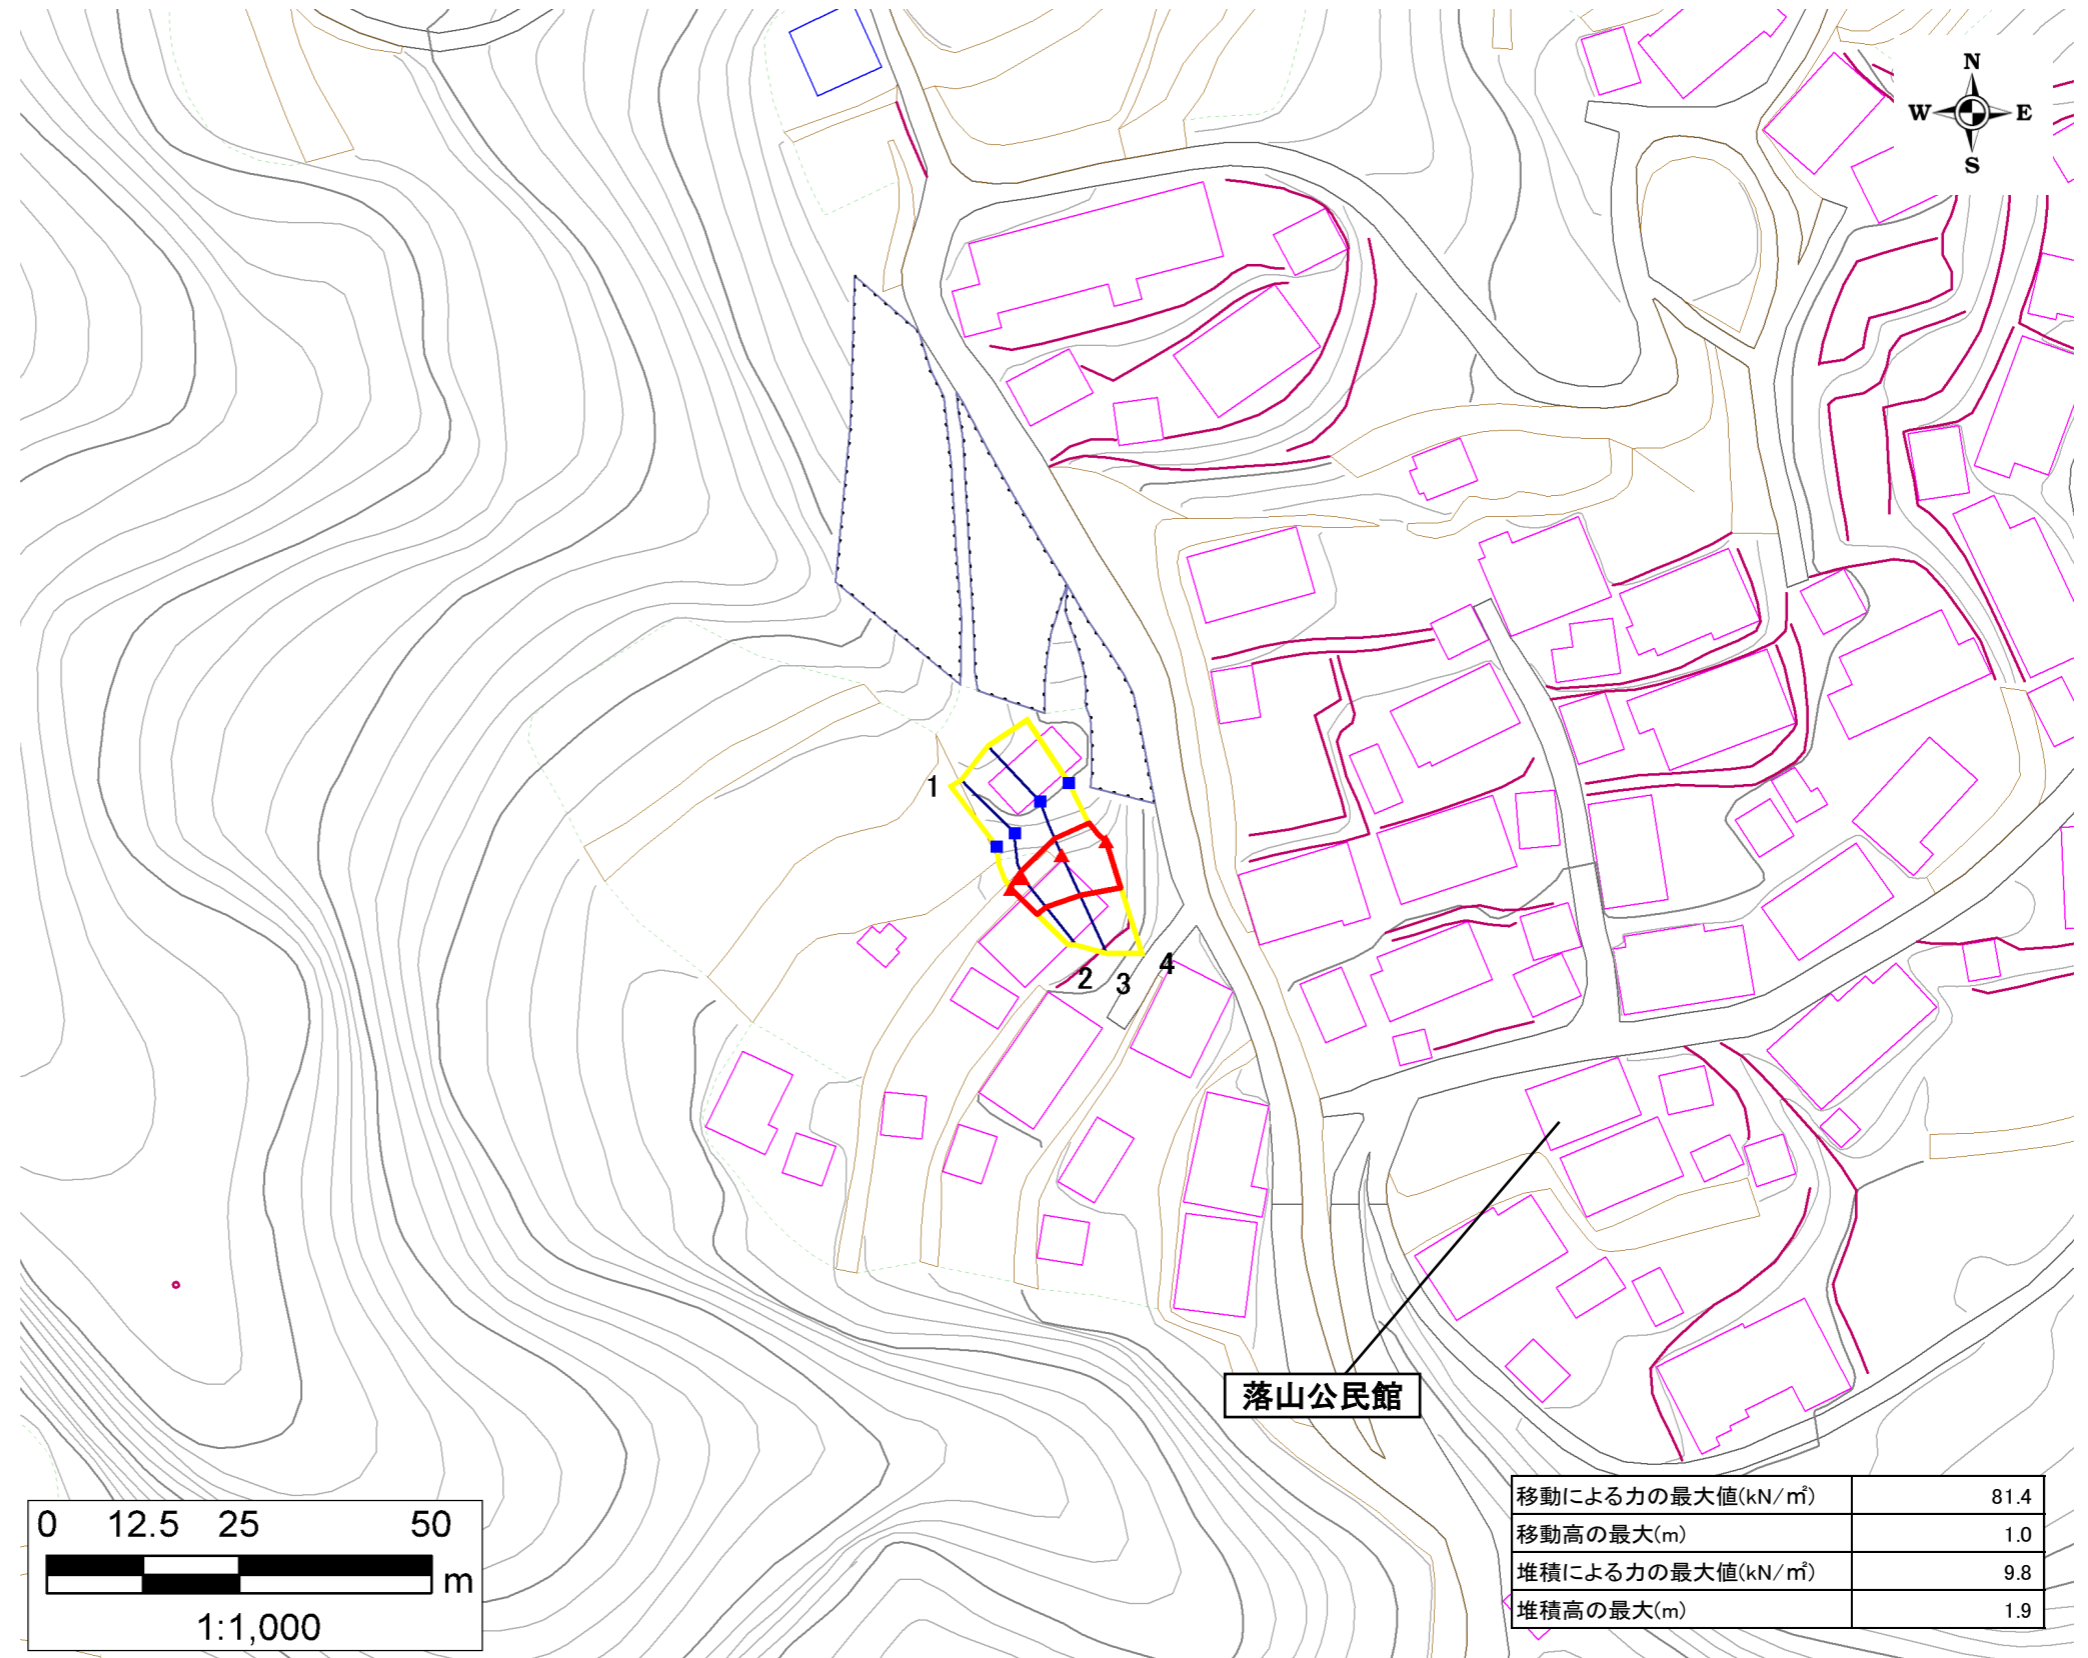 N
W E
S
1
2
3
4
落山公民館
0 12.5 25 50
m
1:1,000
移動による力の最大値(kN/㎡) 81.4
移動高の最大(m) 1.0
堆積による力の最大値(kN/㎡) 9.8
堆積高の最大(m) 1.9